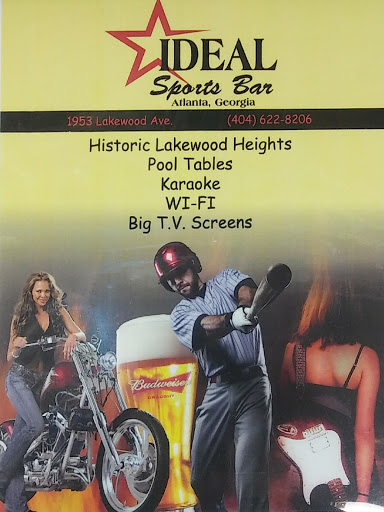 IDEAL
Sports Bar
Atlanta, Georgia
1953 Lakewood Ave. (404) 622-8206
Historic Lakewood Heights
Pool Tables
Karaoke
WI-FI
Big T.V. Screens
Budweiser
DRAUGHT